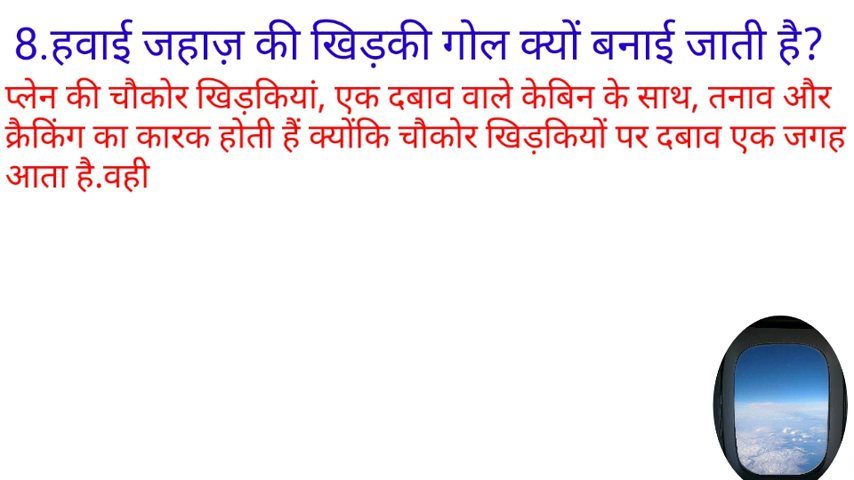 8.हवाई जहाज़ की खिड़की गोल क्यों बनाई जाती है?
प्लेन की चौकोर खिड़कियां, एक दबाव वाले केबिन के साथ, तनाव और
क्रैकिंग का कारक होती हैं क्योंकि चौकोर खिड़कियों पर दबाव एक जगह
आता है.वही